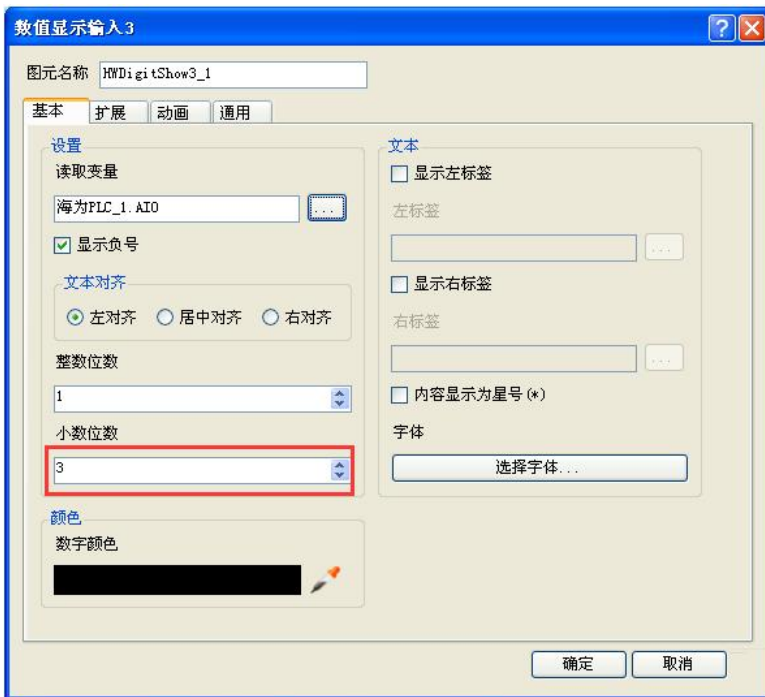 数值显示输入3
图元名称 HWDigitShow3_1
基本 扩展 动画 通用
设置
读取变量
海为PLC_1.AI0
...
显示负号
文本对齐
左对齐 居中对齐 右对齐
整数位数
1
小数位数
3
颜色
数字颜色
文本
显示左标签
左标签
...
显示右标签
右标签
...
内容显示为星号(*)
字体
选择字体...
确定 取消